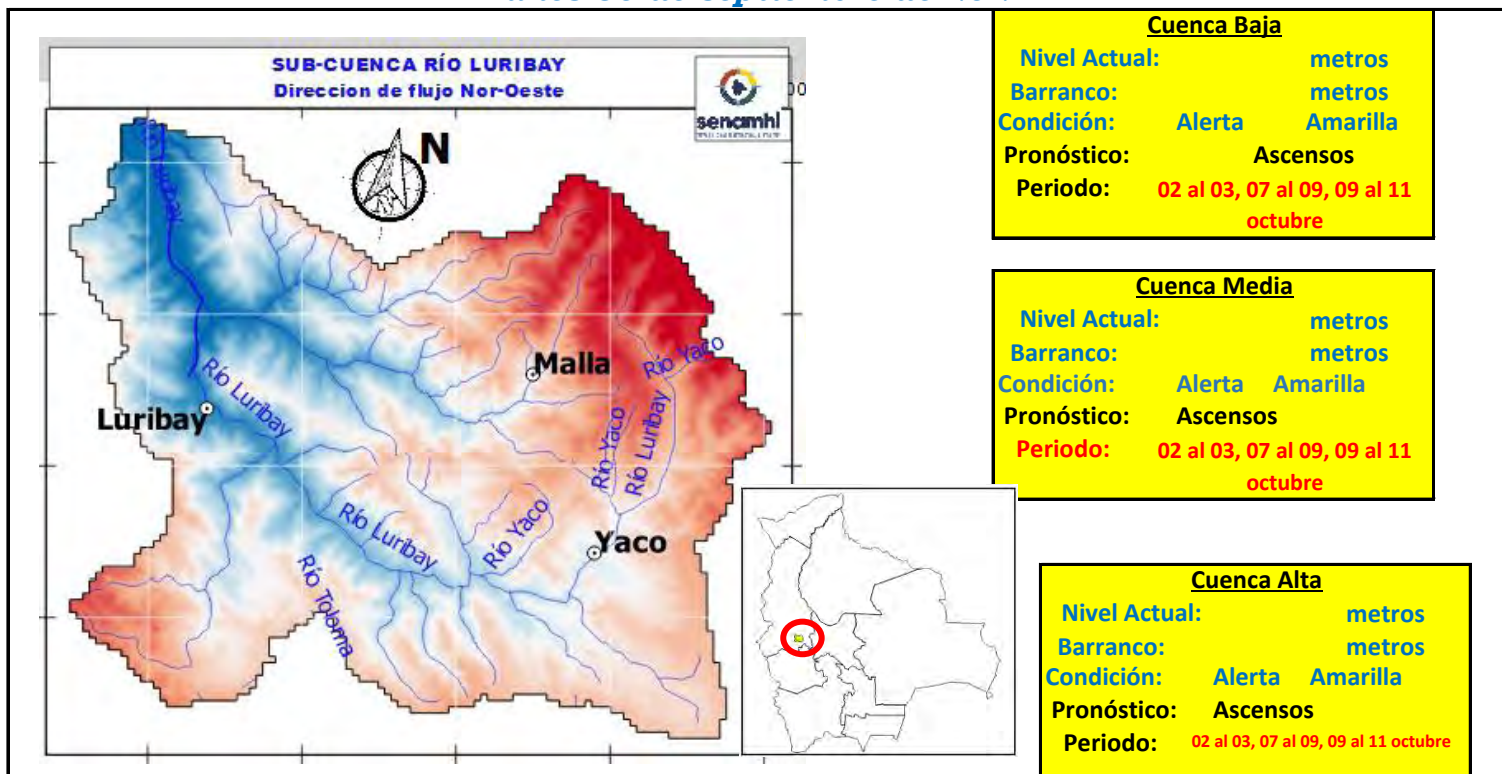 SUB-CUENCA RÍO LURIBAY
Direccion de flujo Nor-Oeste
senamhi
00
N
Luribay
Malla
Río Yaco
Luribay
Río Luribay
Río Yaco
Río Luribay
Río Luribay
Río Yaco
Yaco
Río Toloma
Cuenca Baja
Nivel Actual: metros
Barranco: metros
Condición: Alerta Amarilla
Pronóstico: Ascensos
Periodo: 02 al 03, 07 al 09, 09 al 11
octubre
Cuenca Media
Nivel Actual: metros
Barranco: metros
Condición: Alerta Amarilla
Pronóstico: Ascensos
Periodo: 02 al 03, 07 al 09, 09 al 11
octubre
Cuenca Alta
Nivel Actual: metros
Barranco: metros
Condición: Alerta Amarilla
Pronóstico: Ascensos
Periodo: 02 al 03, 07 al 09, 09 al 11 octubre